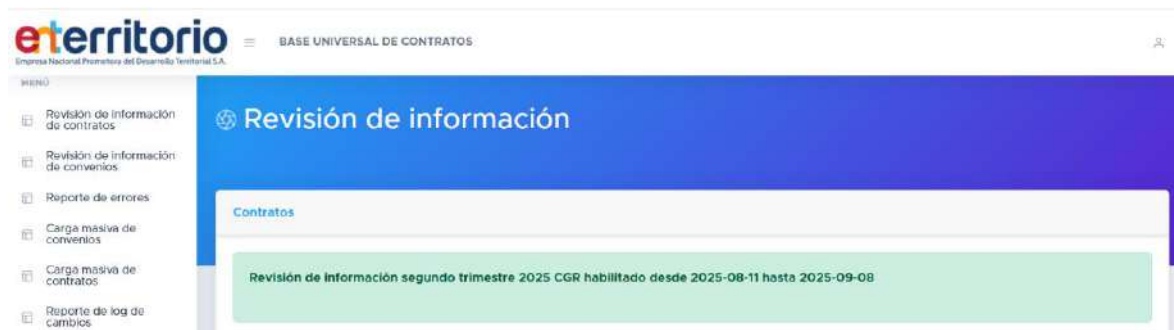 enterritorio
Empresa Nacional Promotora del Desarrollo Territorial S.A.
BASE UNIVERSAL DE CONTRATOS
MENÚ
Revisión de información
de contratos
Revisión de información
de convenios
Reporte de errores
Carga masiva de
convenios
Carga masiva de
contratos
Reporte de log de
cambios
Revisión de información
Contratos
Revisión de información segundo trimestre 2025 CGR habilitado desde 2025-08-11 hasta 2025-09-08